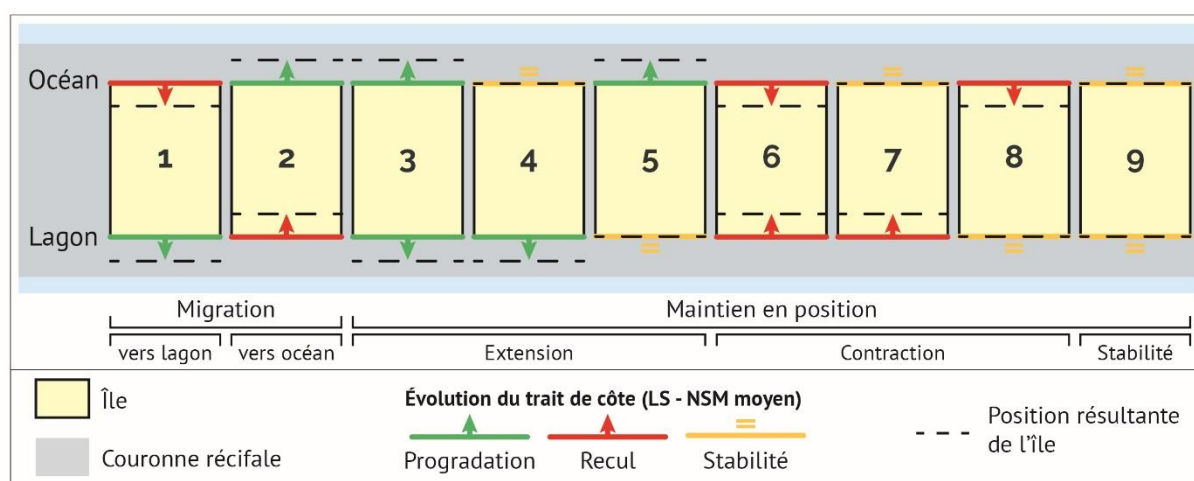 Océan
1 2 3 4 5 6 7 8 9
Lagon
Migration Maintien en position
vers lagon vers océan Extension Contraction Stabilité
Île
Couronne récifale
Évolution du trait de côte (LS - NSM moyen)
Progradation Recul Stabilité
Position résultante
de l'île